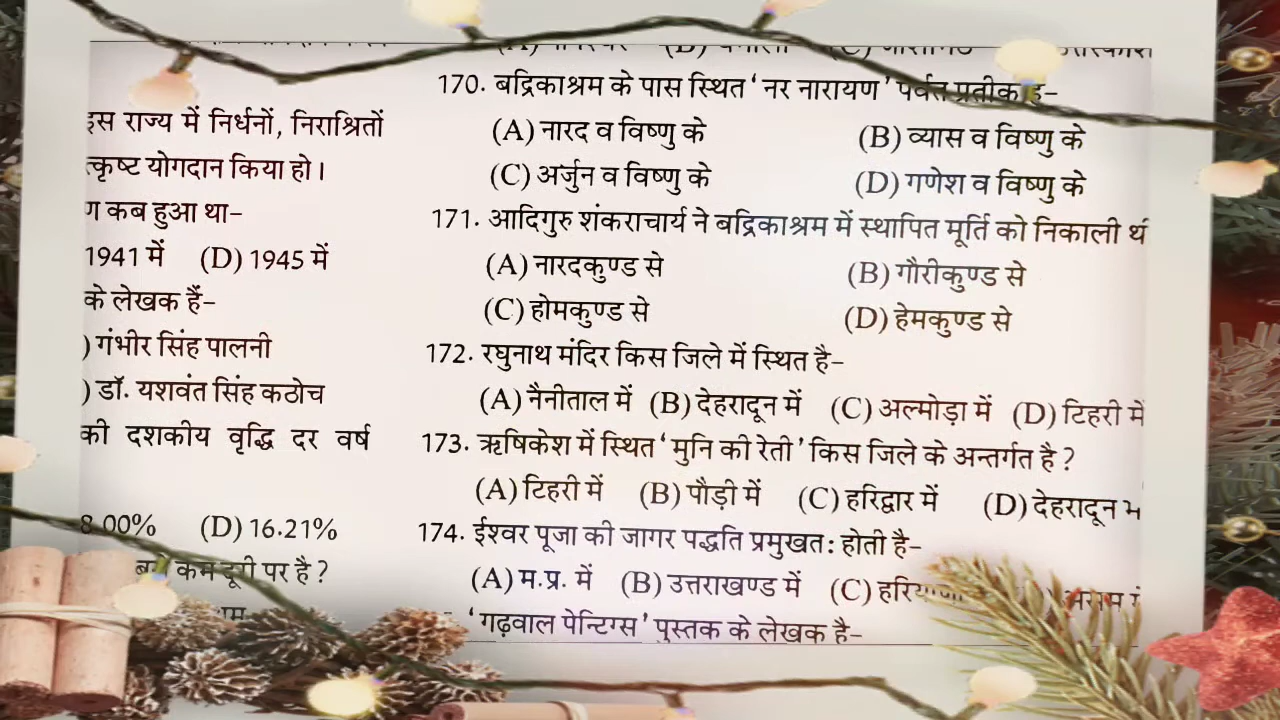 इस राज्य में निर्धनों, निराश्रितों
कृष्ट योगदान किया हो।
ण कब हुआ था–
1941 में (D) 1945 में
के लेखक हैं–
) गंभीर सिंह पालनी
) डॉ. यशवंत सिंह कठोच
की दशकीय वृद्धि दर वर्ष
8.00% (D) 16.21%
कम दूरी पर है ?
170. बद्रिकाश्रम के पास स्थित ‘ नर नारायण ’ पर्वत प्रतीक है–
(A) नारद व विष्णु के (B) व्यास व विष्णु के
(C) अर्जुन व विष्णु के (D) गणेश व विष्णु के
171. आदिगुरु शंकराचार्य ने बद्रिकाश्रम में स्थापित मूर्ति को निकाली
(A) नारदकुण्ड से (B) गौरीकुण्ड से
(C) होमकुण्ड से (D) हेमकुण्ड से
172. रघुनाथ मंदिर किस जिले में स्थित है–
(A) नैनीताल में (B) देहरादून में (C) अल्मोड़ा में (D) टिहरी में
173. ऋषिकेश में स्थित ‘ मुनि की रेती ’ किस जिले के अन्तर्गत है ?
(A) टिहरी में (B) पौड़ी में (C) हरिद्वार में (D) देहरादून
174. ईश्वर पूजा की जागर पद्धति प्रमुखत: होती है–
(A) म.प्र. में (B) उत्तराखण्ड में (C)
‘ गढ़वाल पेन्टिग्स ’ पुस्तक के लेखक है–